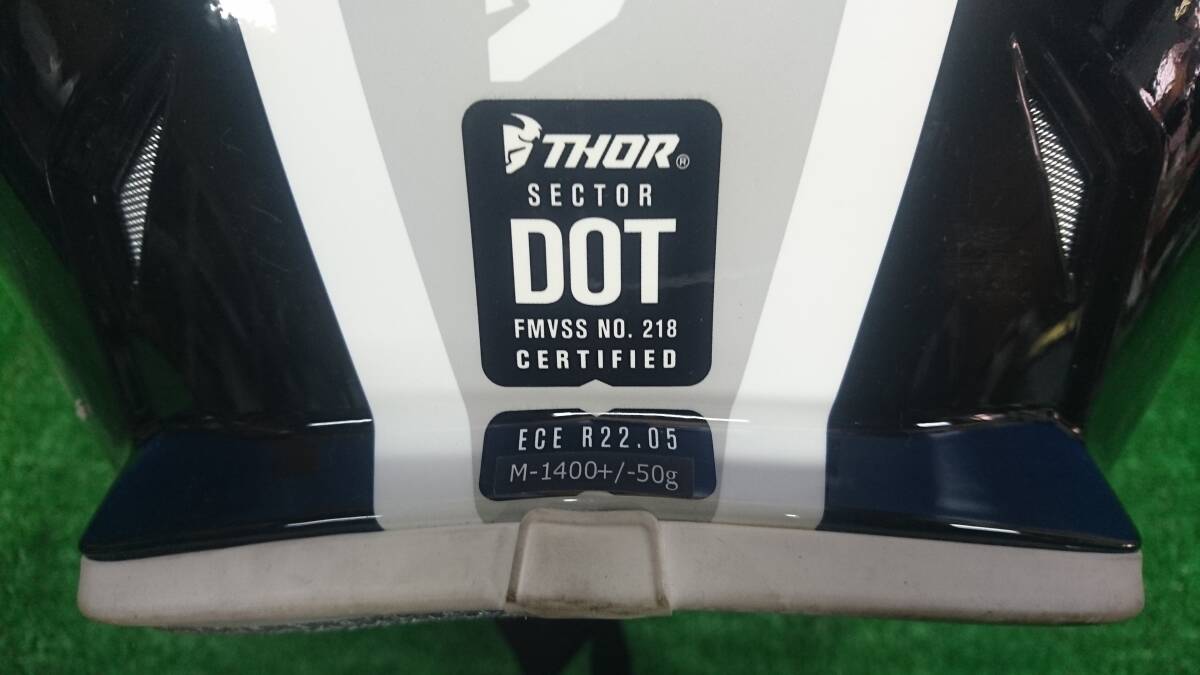 THOR®
SECTOR
DOT
FMVSS NO. 218
CERTIFIED
ECE R22.05
M-1400+/-50g